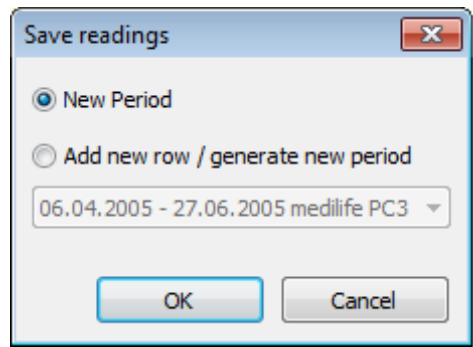 Save readings
New Period
Add new row / generate new period
06.04.2005 - 27.06.2005 medilife PC3
OK
Cancel